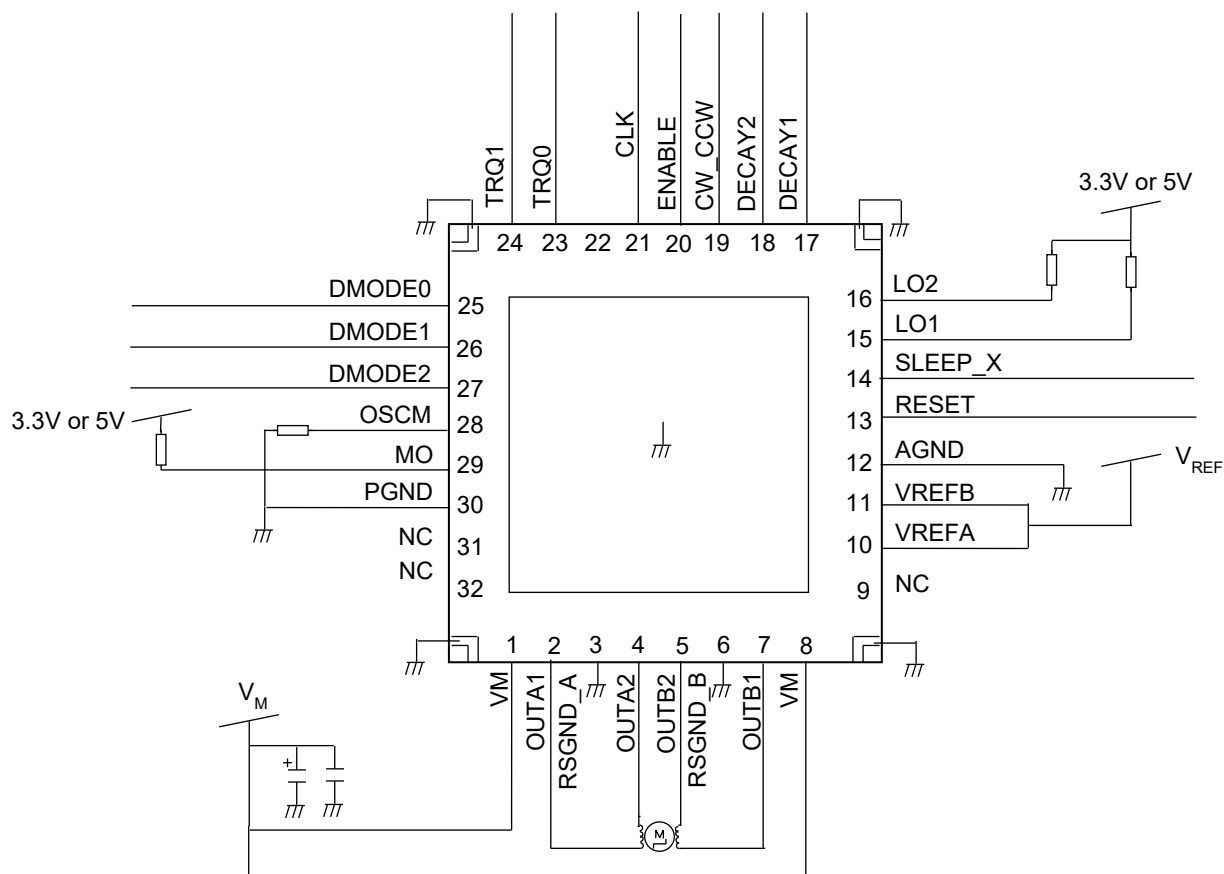 TRQ1
TRQ0
CLK
ENABLE
CW_CCW
DECAY2
DECAY1
24
23
22
21
20
19
18
17
3.3V or 5V
DMODE0
25
DMODE1
26
DMODE2
27
3.3V or 5V
OSCM
28
MO
29
PGND
30
NC
31
NC
32
16
LO2
15
LO1
14
SLEEP_X
13
RESET
12
AGND
VREF
11
VREFB
10
VREFA
9
NC
1
2
3
4
5
6
7
8
VM
OUTA1
RSGND_A
OUTA2
OUTB2
RSGND_B
OUTB1
VM
VM
+
M